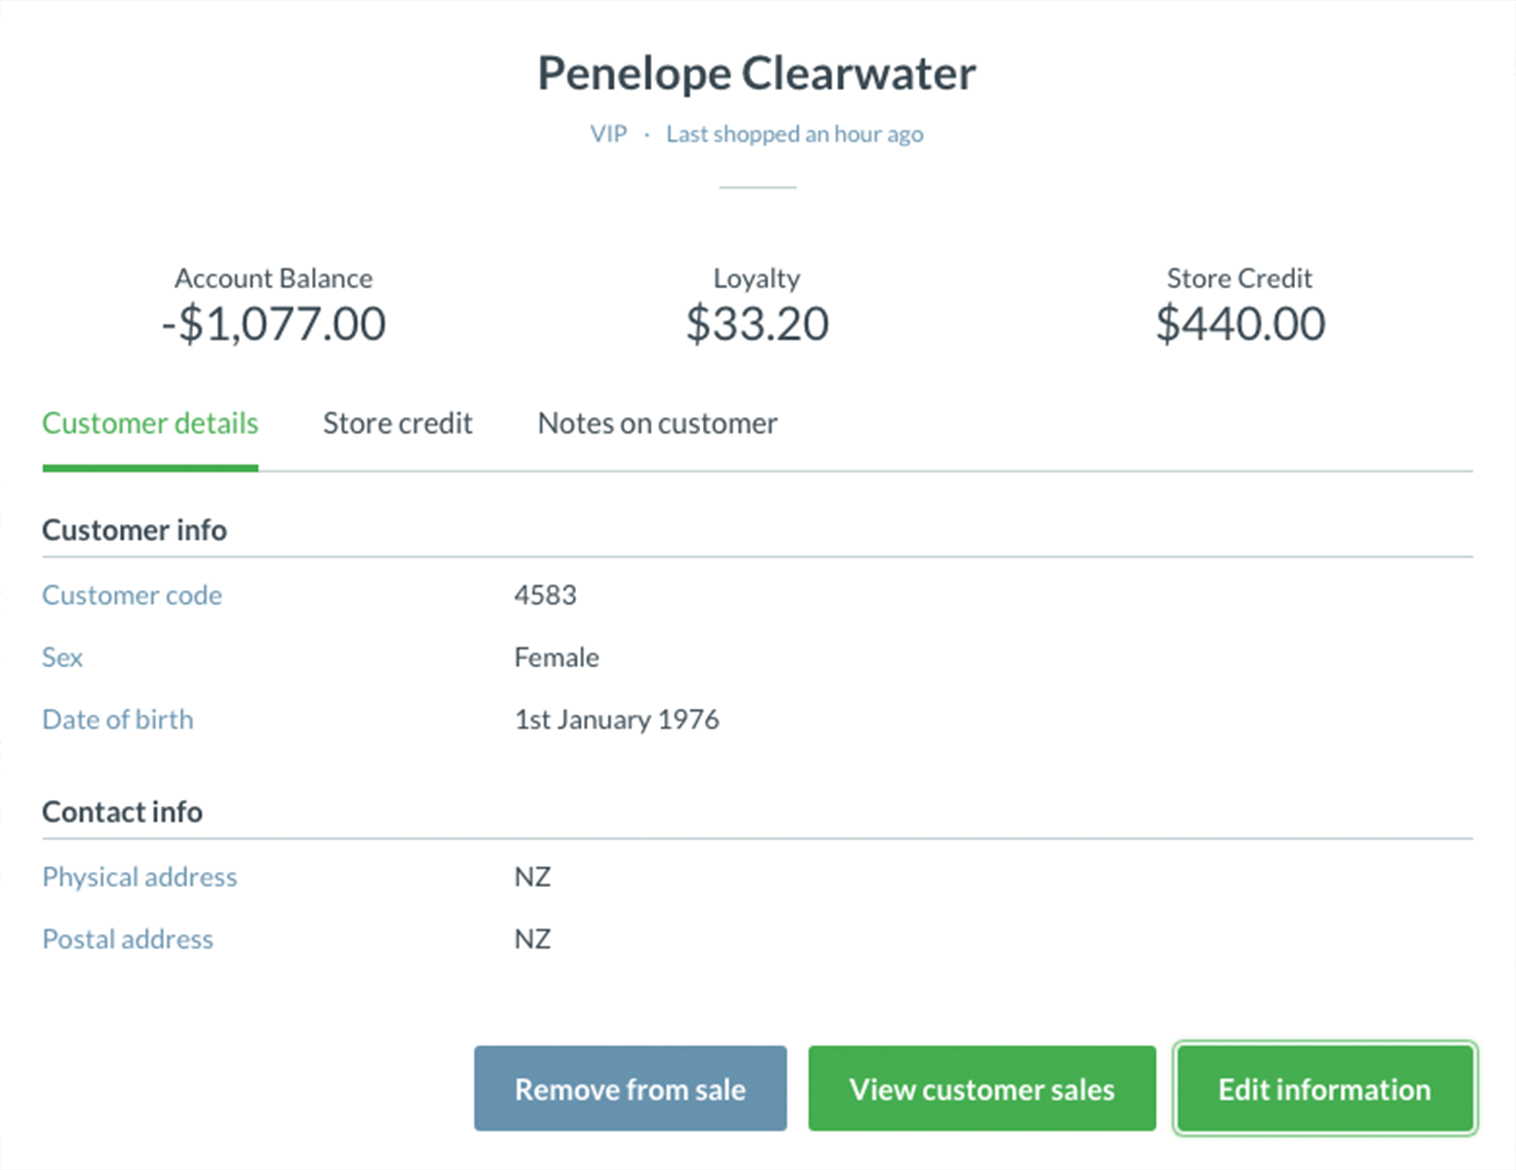 Penelope Clearwater
VIP · Last shopped an hour ago
Account Balance Loyalty Store Credit
-$1,077.00 $33.20 $440.00
Customer details Store credit Notes on customer
Customer info
Customer code 4583
Sex Female
Date of birth 1st January 1976
Contact info
Physical address NZ
Postal address NZ
Remove from sale View customer sales Edit information